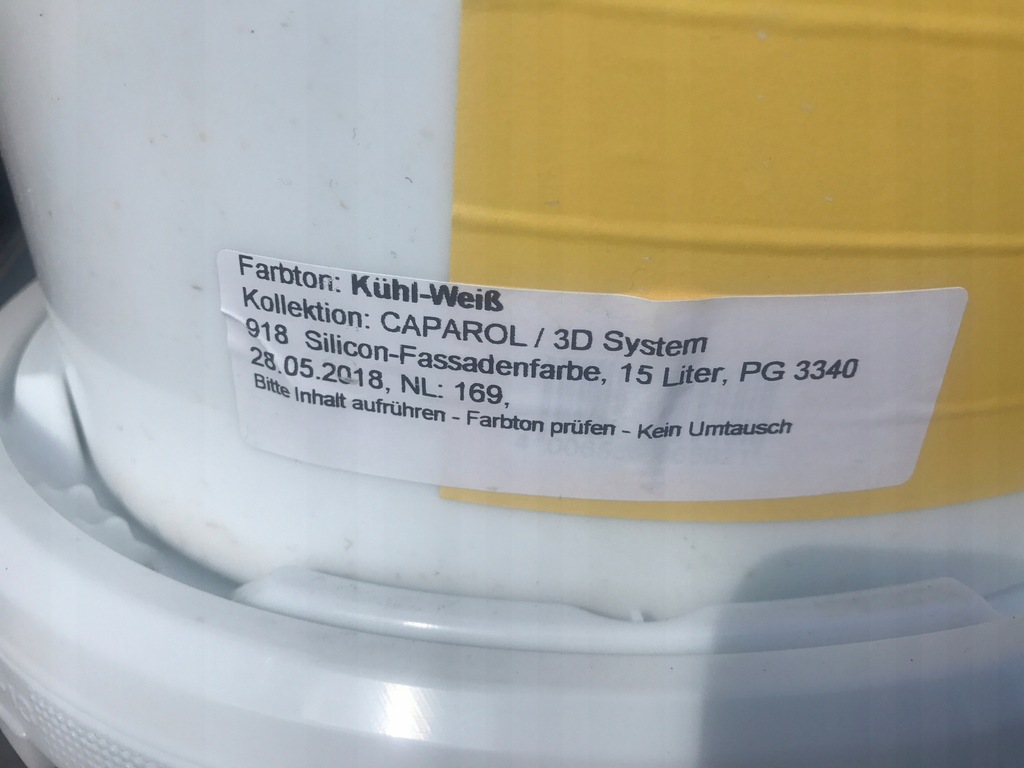 Farbton: Kühl-Weiß
Kollektion: CAPAROL / 3D System
918 Silicon-Fassadenfarbe, 15 Liter, PG 3340
28.05.2018, NL: 169,
Bitte Inhalt aufrühren - Farbton prüfen - Kein Umtausch